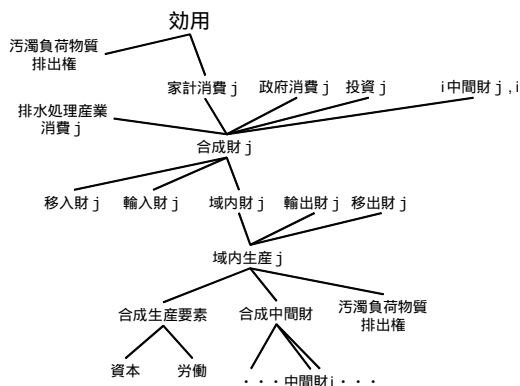 効用
汚濁負荷物質
排出権
家計消費 j
政府消費 j
投資 j
i 中間財 j , i
排水処理産業
消費 j
合成財 j
移入財 j
輸入財 j
域内財 j
輸出財 j
移出財 j
域内生産 j
合成生産要素
合成中間財
汚濁負荷物質
排出権
資本
労働
・・・中間財i・・・